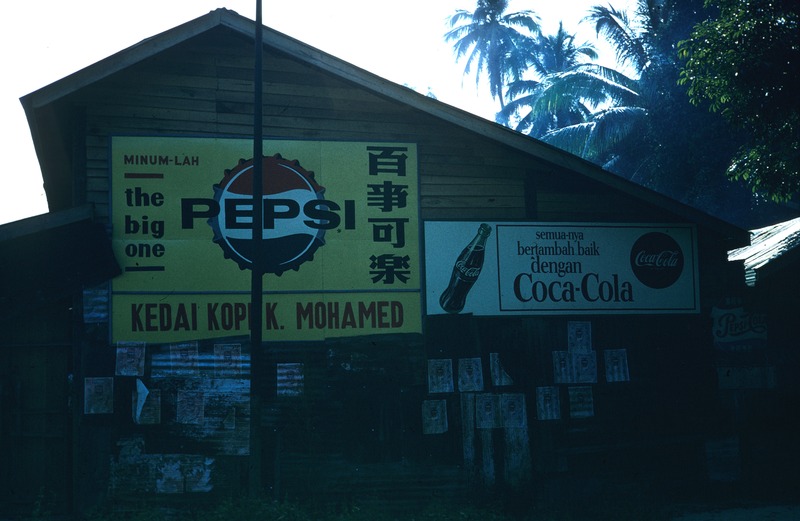 MINUM-LAH
the
big
one
PEPSI
百事可樂
KEDAI KOPI K. MOHAMED
semua-nya
bertambah baik
dengan
Coca-Cola
Coca-Cola
Coca-Cola